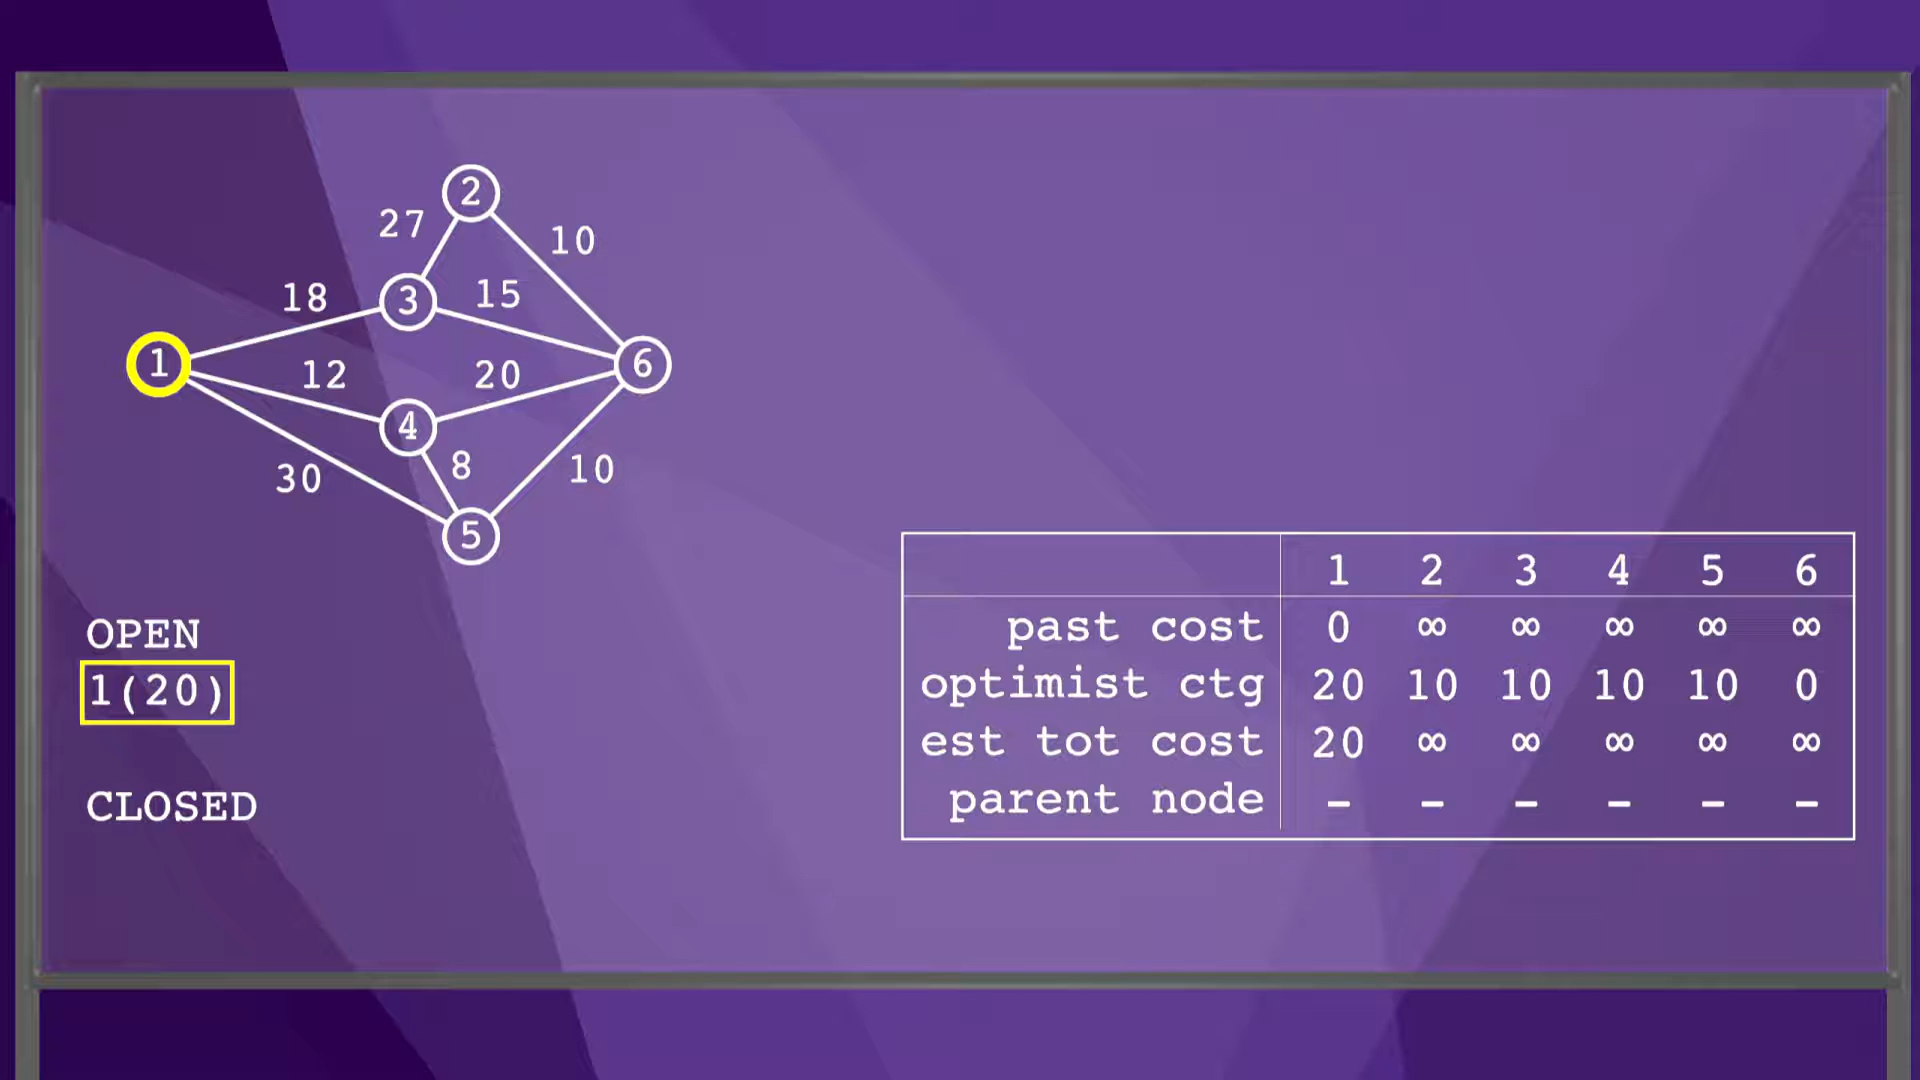 2
27
10
18
3
15
1
12
20
6
4
8
30
10
5
OPEN
1(20)
CLOSED
1 2 3 4 5 6
past cost 0 ∞ ∞ ∞ ∞ ∞
optimist ctg 20 10 10 10 10 0
est tot cost 20 ∞ ∞ ∞ ∞ ∞
parent node – – – – – –